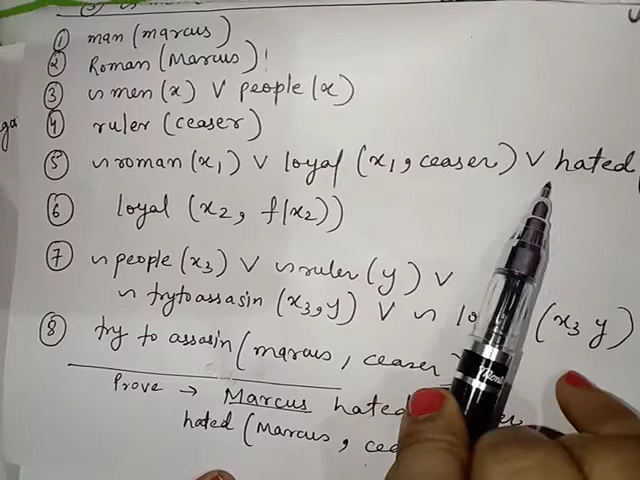 ① man (marcus)
② Roman (Marcus)!
③ ~men (x) V people (x)
④ ruler (ceaser)
ga
⑤ ~roman (x₁) V loyal (x₁, ceaser) V hated
⑥ loyal (x₂, f(x₂))
⑦ ~people (x₃) V ~ruler (y) V
~ trytoassasin (x₃, y) V ~ lo (x₃ y)
⑧ try to assasin (marcus, ceaser
Prove → Marcus hated
hated (Marcus, cea